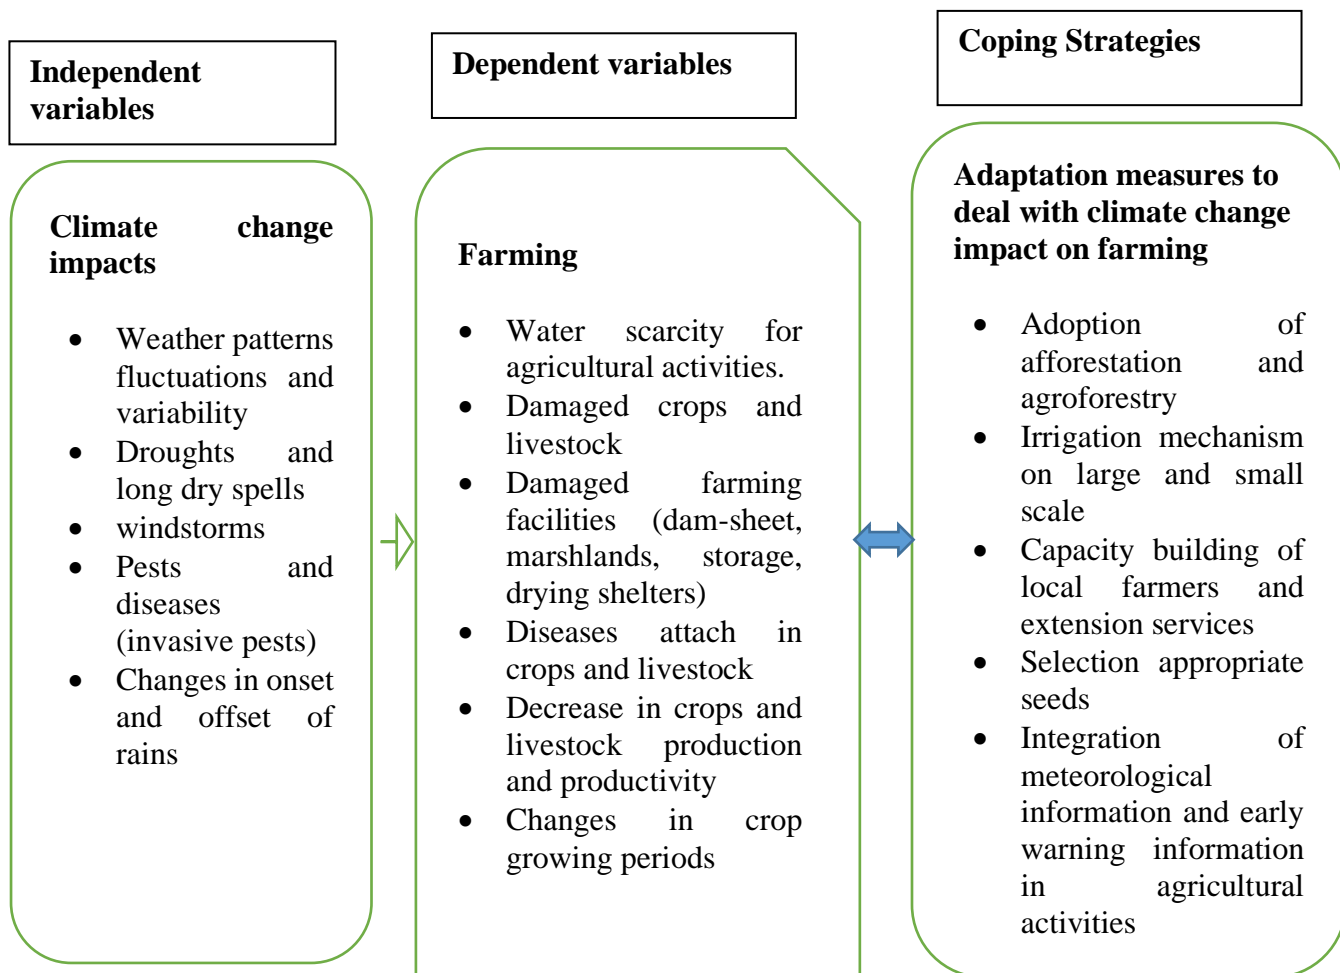 Independent
variables
Climate change
impacts
• Weather patterns
fluctuations and
variability
• Droughts and
long dry spells
• windstorms
• Pests and
diseases
(invasive pests)
• Changes in onset
and offset of
rains
Dependent variables
Farming
• Water scarcity for
agricultural activities.
• Damaged crops and
livestock
• Damaged farming
facilities (dam-sheet,
marshlands, storage,
drying shelters)
• Diseases attach in
crops and livestock
• Decrease in crops and
livestock production
and productivity
• Changes in crop
growing periods
Coping Strategies
Adaptation measures to
deal with climate change
impact on farming
• Adoption of
afforestation and
agroforestry
• Irrigation mechanism
on large and small
scale
• Capacity building of
local farmers and
extension services
• Selection appropriate
seeds
• Integration of
meteorological
information and early
warning information
in agricultural
activities